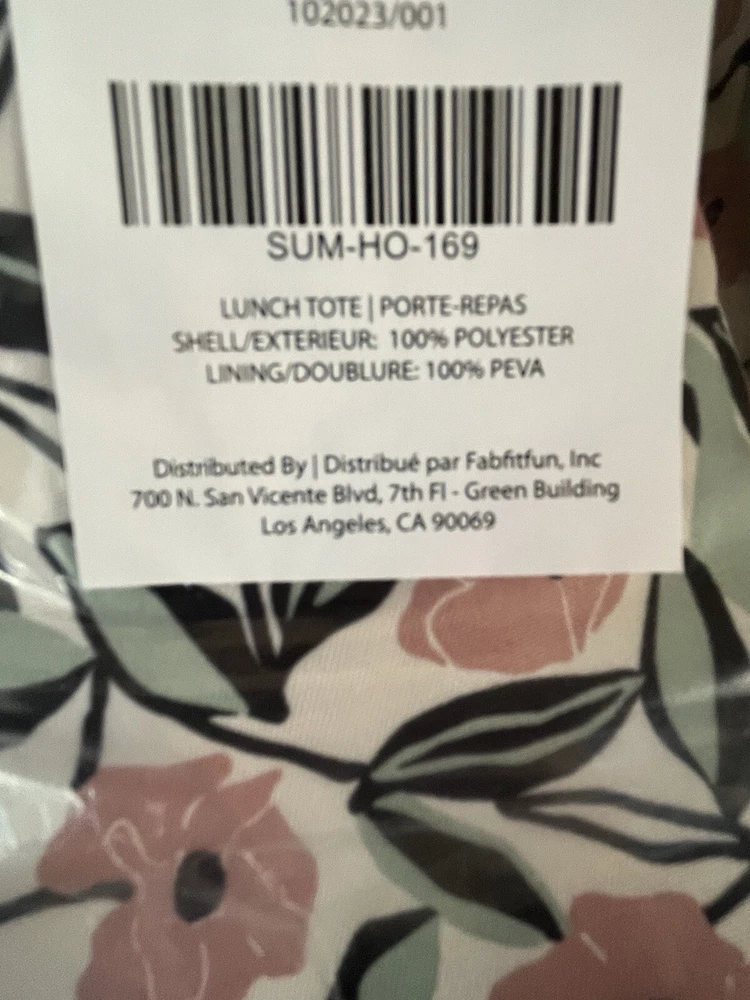 102023/001
SUM-HO-169
LUNCH TOTE | PORTE-REPAS
SHELL/EXTERIEUR: 100% POLYESTER
LINING/DOUBLURE: 100% PEVA
Distributed By | Distribué par Fabfitfun, Inc
700 N. San Vicente Blvd, 7th Fl - Green Building
Los Angeles, CA 90069